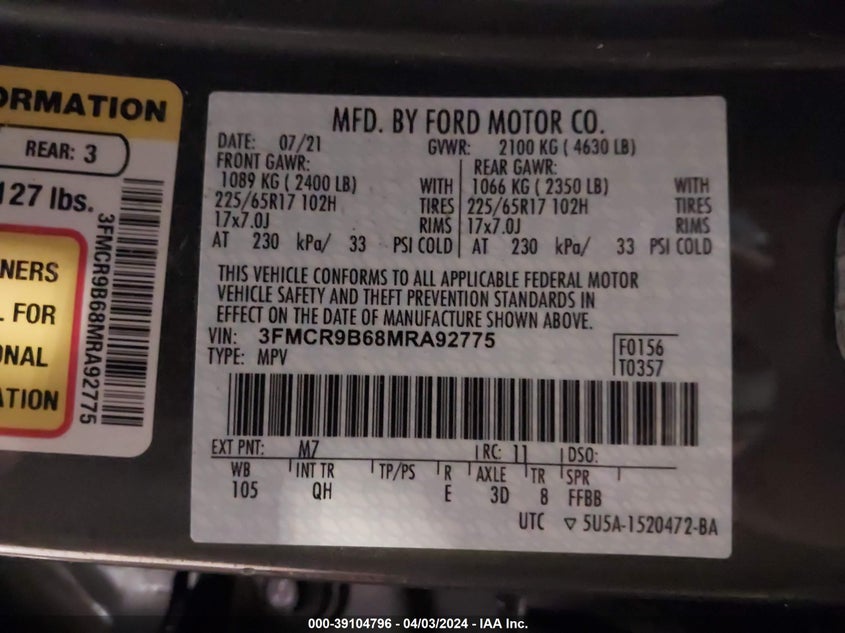 ORMATION
REAR: 3
127 lbs.
NERS
L FOR
ONAL
ATION
3FMCR9B68MRA92775
MFD. BY FORD MOTOR CO.
DATE: 07/21 GVWR: 2100 KG ( 4630 LB)
FRONT GAWR: REAR GAWR:
1089 KG ( 2400 LB) WITH 1066 KG ( 2350 LB) WITH
225/65R17 102H TIRES 225/65R17 102H TIRES
17x7.0J RIMS 17x7.0J RIMS
AT 230 kPa/ 33 PSI COLD AT 230 kPa/ 33 PSI COLD
THIS VEHICLE CONFORMS TO ALL APPLICABLE FEDERAL MOTOR
VEHICLE SAFETY AND THEFT PREVENTION STANDARDS IN
EFFECT ON THE DATE OF MANUFACTURE SHOWN ABOVE.
VIN: 3FMCR9B68MRA92775 F0156
TYPE: MPV T0357
EXT PNT: M7 RC: 11 DSO:
WB INT TR TP/PS R AXLE TR SPR
105 QH E 3D 8 FFBB
UTC ▽ 5U5A-1520472-BA
000-39104796 - 04/03/2024 - IAA Inc.